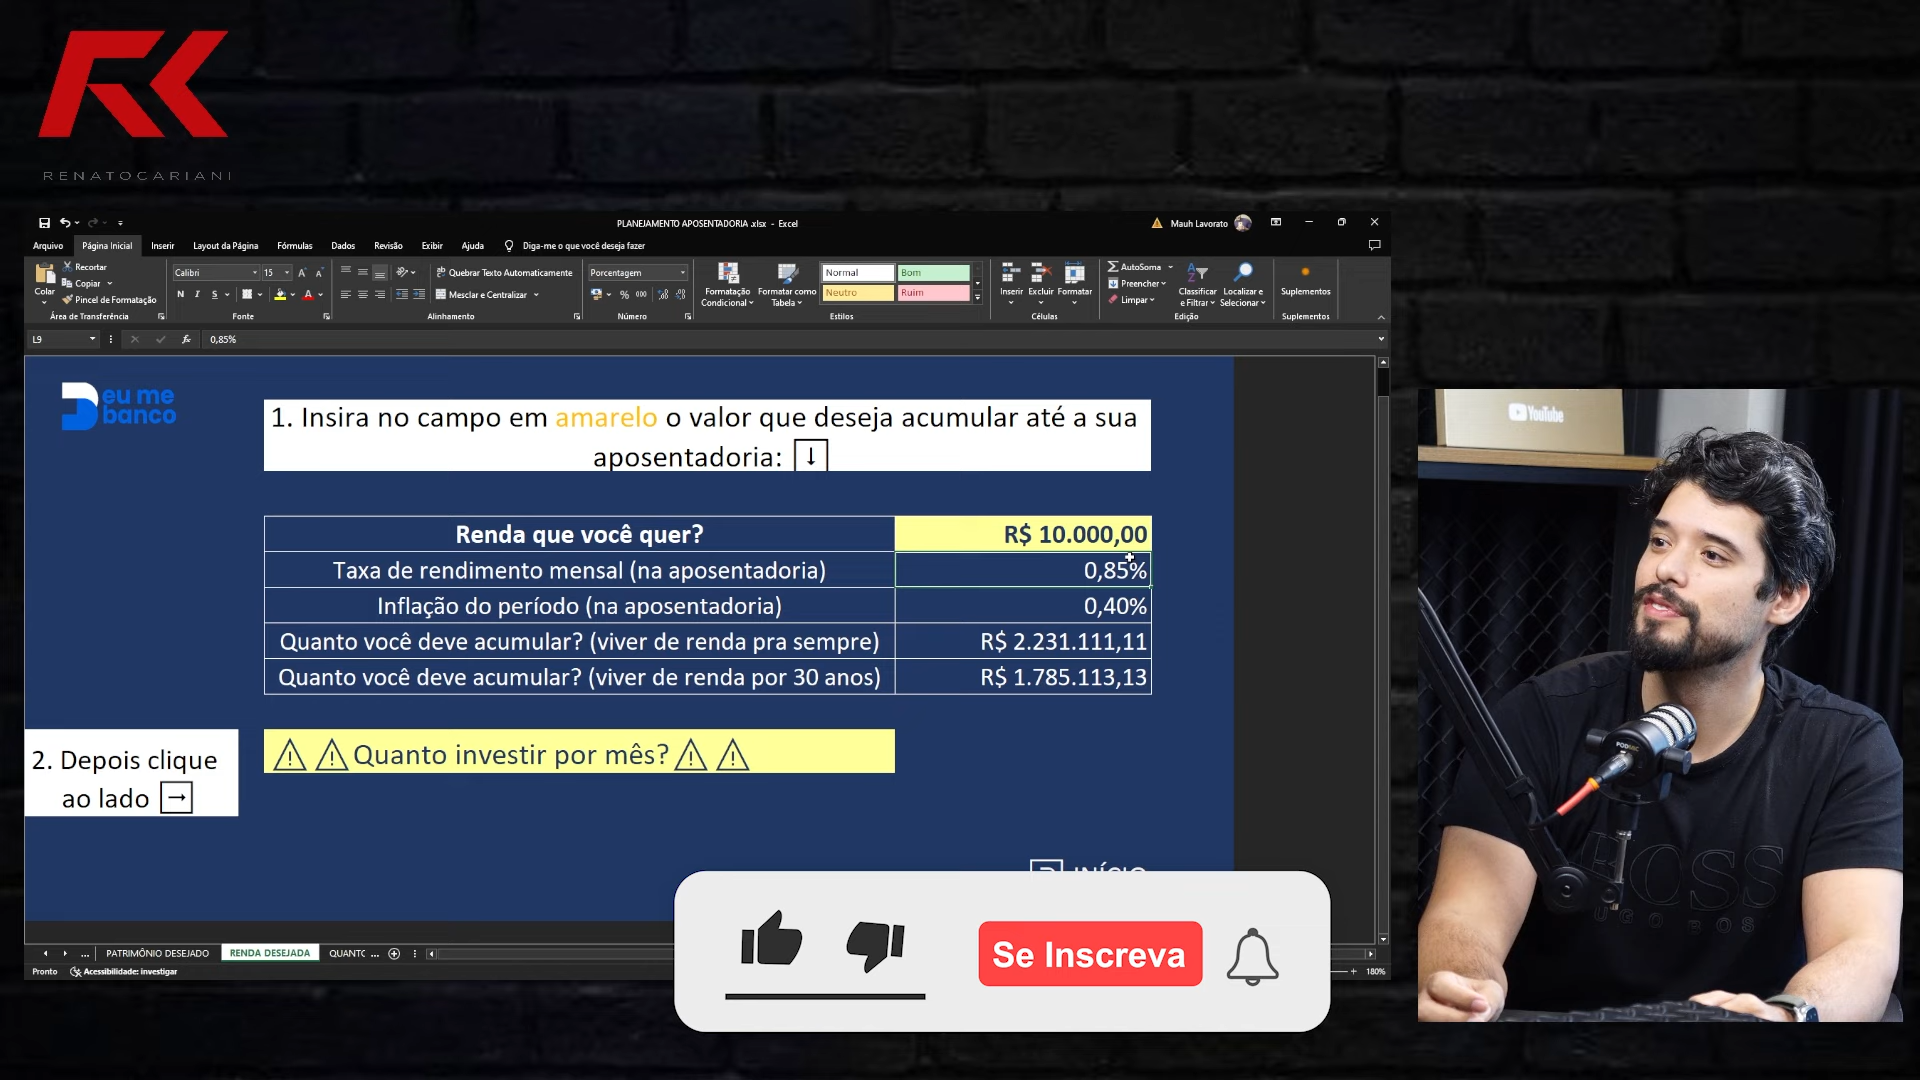 RENATOCARIANI
PLANEJAMENTO APOSENTADORIA .xlsx - Excel
Mauh Lavorato
Arquivo
Página Inicial
Inserir
Layout da Página
Fórmulas
Dados
Revisão
Exibir
Ajuda
Diga-me o que você deseja fazer
Colar
Recortar
Copiar
Pincel de Formatação
Área de Transferência
Calibri
15
N I S
Fonte
Quebrar Texto Automaticamente
Mesclar e Centralizar
Alinhamento
Porcentagem
% 000
Número
Formatação
Condicional
Formatar como
Tabela
Normal
Bom
Neutro
Ruim
Estilos
Inserir
Excluir
Formatar
Células
AutoSoma
Preencher
Limpar
Classificar
e Filtrar
Localizar e
Selecionar
Edição
Suplementos
Suplementos
L9
fx
0,85%
eu me
banco
1. Insira no campo em amarelo o valor que deseja acumular até a sua
aposentadoria: ↓
Renda que você quer? R$ 10.000,00
Taxa de rendimento mensal (na aposentadoria) 0,85%
Inflação do período (na aposentadoria) 0,40%
Quanto você deve acumular? (viver de renda pra sempre) R$ 2.231.111,11
Quanto você deve acumular? (viver de renda por 30 anos) R$ 1.785.113,13
2. Depois clique
ao lado →
Quanto investir por mês?
INÍCIO
... PATRIMÔNIO DESEJADO
RENDA DESEJADA
QUANTC ...
Pronto
Acessibilidade: investigar
180%
Se Inscreva
YouTube
PODMIC
BOSS
HUGO BOSS